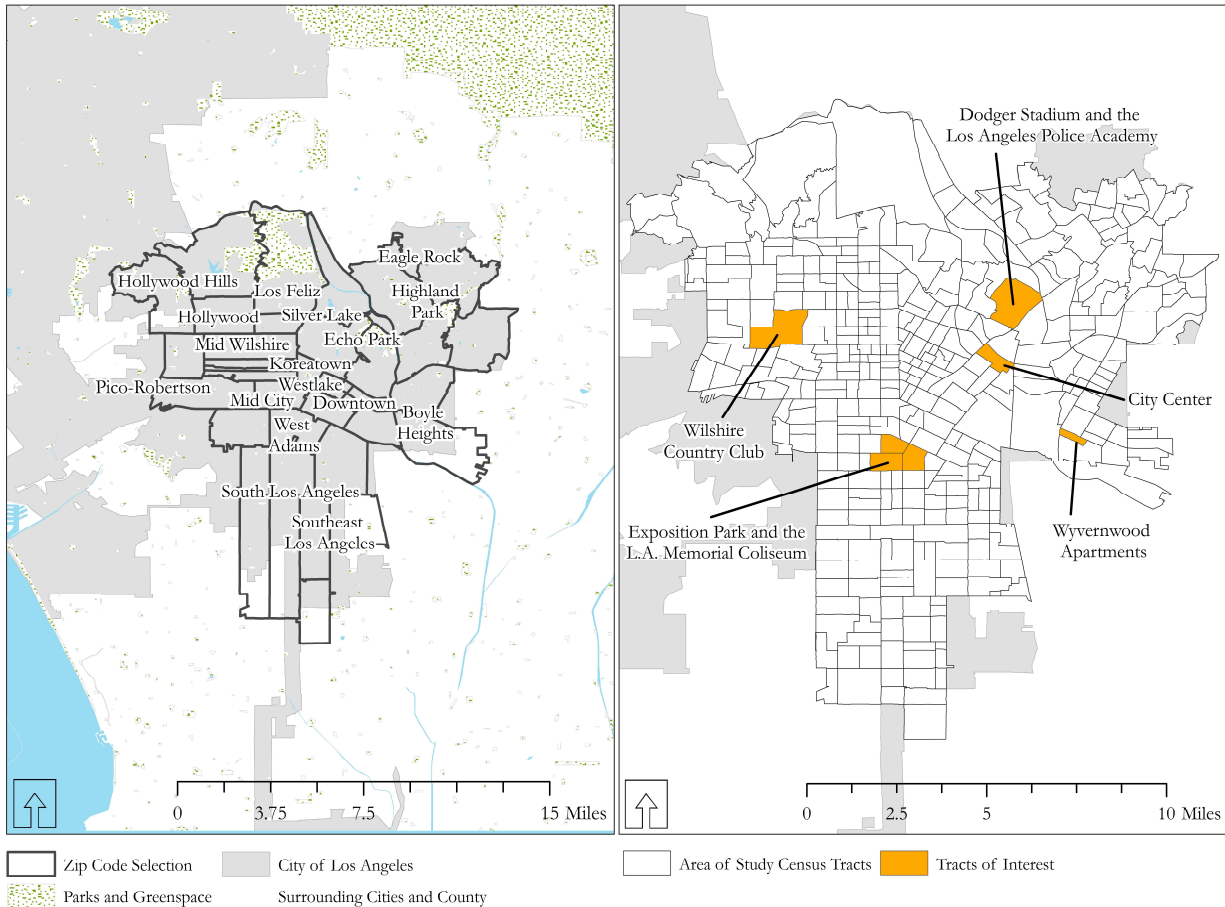 Eagle Rock
Hollywood Hills
Los Feliz
Highland
Park
Hollywood
Silver Lake
Echo Park
Mid Wilshire
Koreatown
Pico-Robertson
Westlake
Mid City
Downtown
Boyle
Heights
West
Adams
South Los Angeles
Southeast
Los Angeles
0
3.75
7.5
15 Miles
Dodger Stadium and the
Los Angeles Police Academy
City Center
Wilshire
Country Club
Exposition Park and the
L.A. Memorial Coliseum
Wyvernwood
Apartments
0
2.5
5
10 Miles
Zip Code Selection
City of Los Angeles
Parks and Greenspace
Surrounding Cities and County
Area of Study Census Tracts
Tracts of Interest